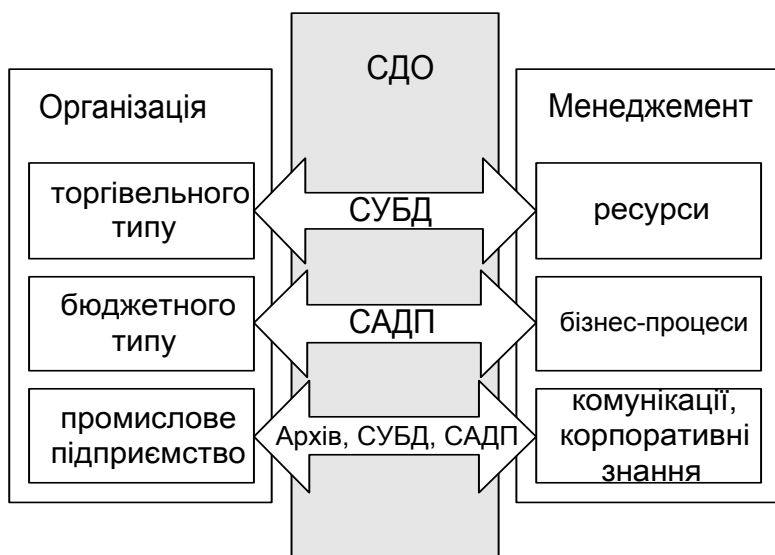 СДО
Організація
Менеджемент
торгівельного
типу
СУБД
ресурси
бюджетного
типу
САДП
бізнес-процеси
промислове
підприємство
Архів, СУБД, САДП
комунікації,
корпоративні
знання